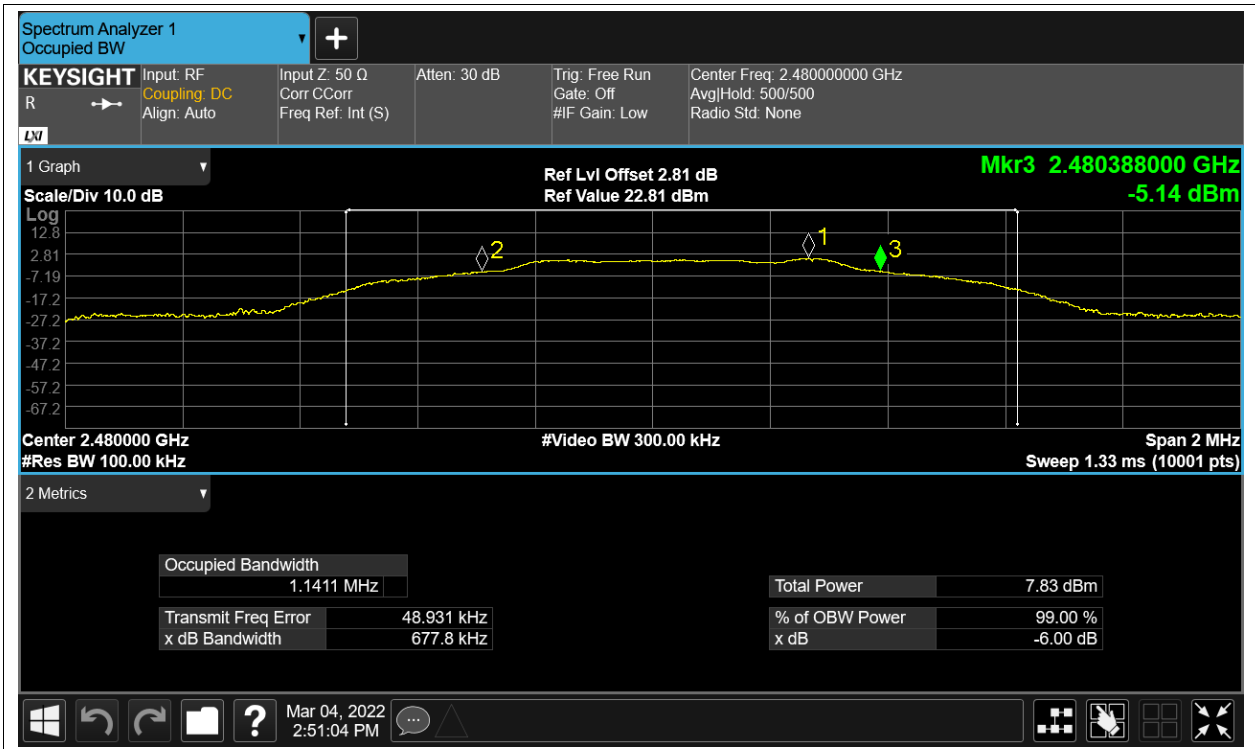 Spectrum Analyzer 1
Occupied BW
+
KEYSIGHT
R
LXI
Input: RF
Coupling: DC
Align: Auto
Input Z: 50 Ω
Corr CCorr
Freq Ref: Int (S)
Atten: 30 dB
Trig: Free Run
Gate: Off
#IF Gain: Low
Center Freq: 2.480000000 GHz
Avg|Hold: 500/500
Radio Std: None
1 Graph
Scale/Div 10.0 dB
Ref Lvl Offset 2.81 dB
Ref Value 22.81 dBm
Mkr3 2.480388000 GHz
-5.14 dBm
Log
12.8
2.81
-7.19
-17.2
-27.2
-37.2
-47.2
-57.2
-67.2
2
1
3
Center 2.480000 GHz
#Res BW 100.00 kHz
#Video BW 300.00 kHz
Span 2 MHz
Sweep 1.33 ms (10001 pts)
2 Metrics
Occupied Bandwidth
1.1411 MHz
Transmit Freq Error 48.931 kHz
x dB Bandwidth 677.8 kHz
Total Power 7.83 dBm
% of OBW Power 99.00 %
x dB -6.00 dB
?
Mar 04, 2022
2:51:04 PM